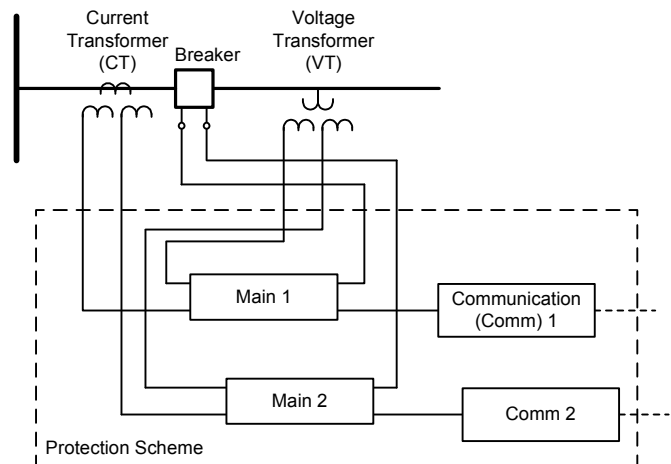 Current
Transformer
(CT)
Breaker
Voltage
Transformer
(VT)
Main 1
Communication
(Comm) 1
Main 2
Comm 2
Protection Scheme